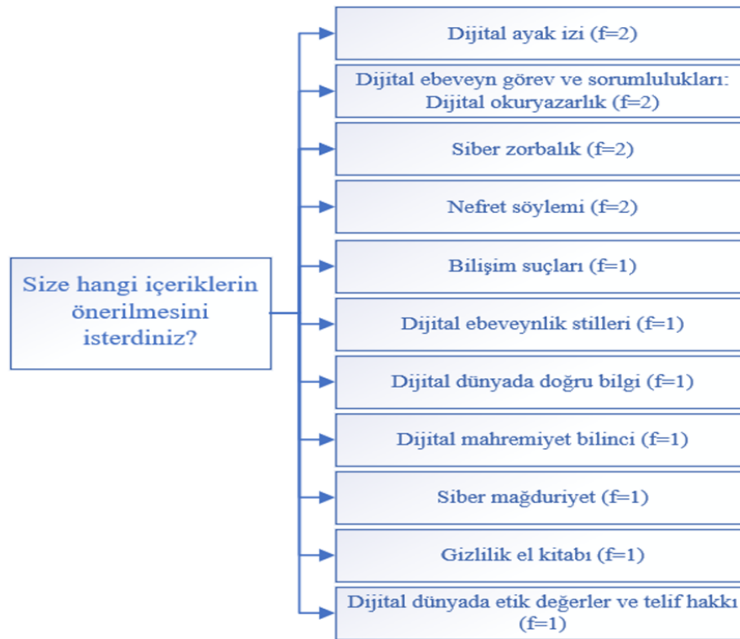 Size hangi içeriklerin
önerilmesini
isterdiniz?
Dijital ayak izi (f=2)
Dijital ebeveyn görev ve sorumlulukları:
Dijital okuryazarlık (f=2)
Siber zorbalık (f=2)
Nefret söylemi (f=2)
Bilişim suçları (f=1)
Dijital ebeveynlik stilleri (f=1)
Dijital dünyada doğru bilgi (f=1)
Dijital mahremiyet bilinci (f=1)
Siber mağduriyet (f=1)
Gizlilik el kitabı (f=1)
Dijital dünyada etik değerler ve telif hakkı
(f=1)